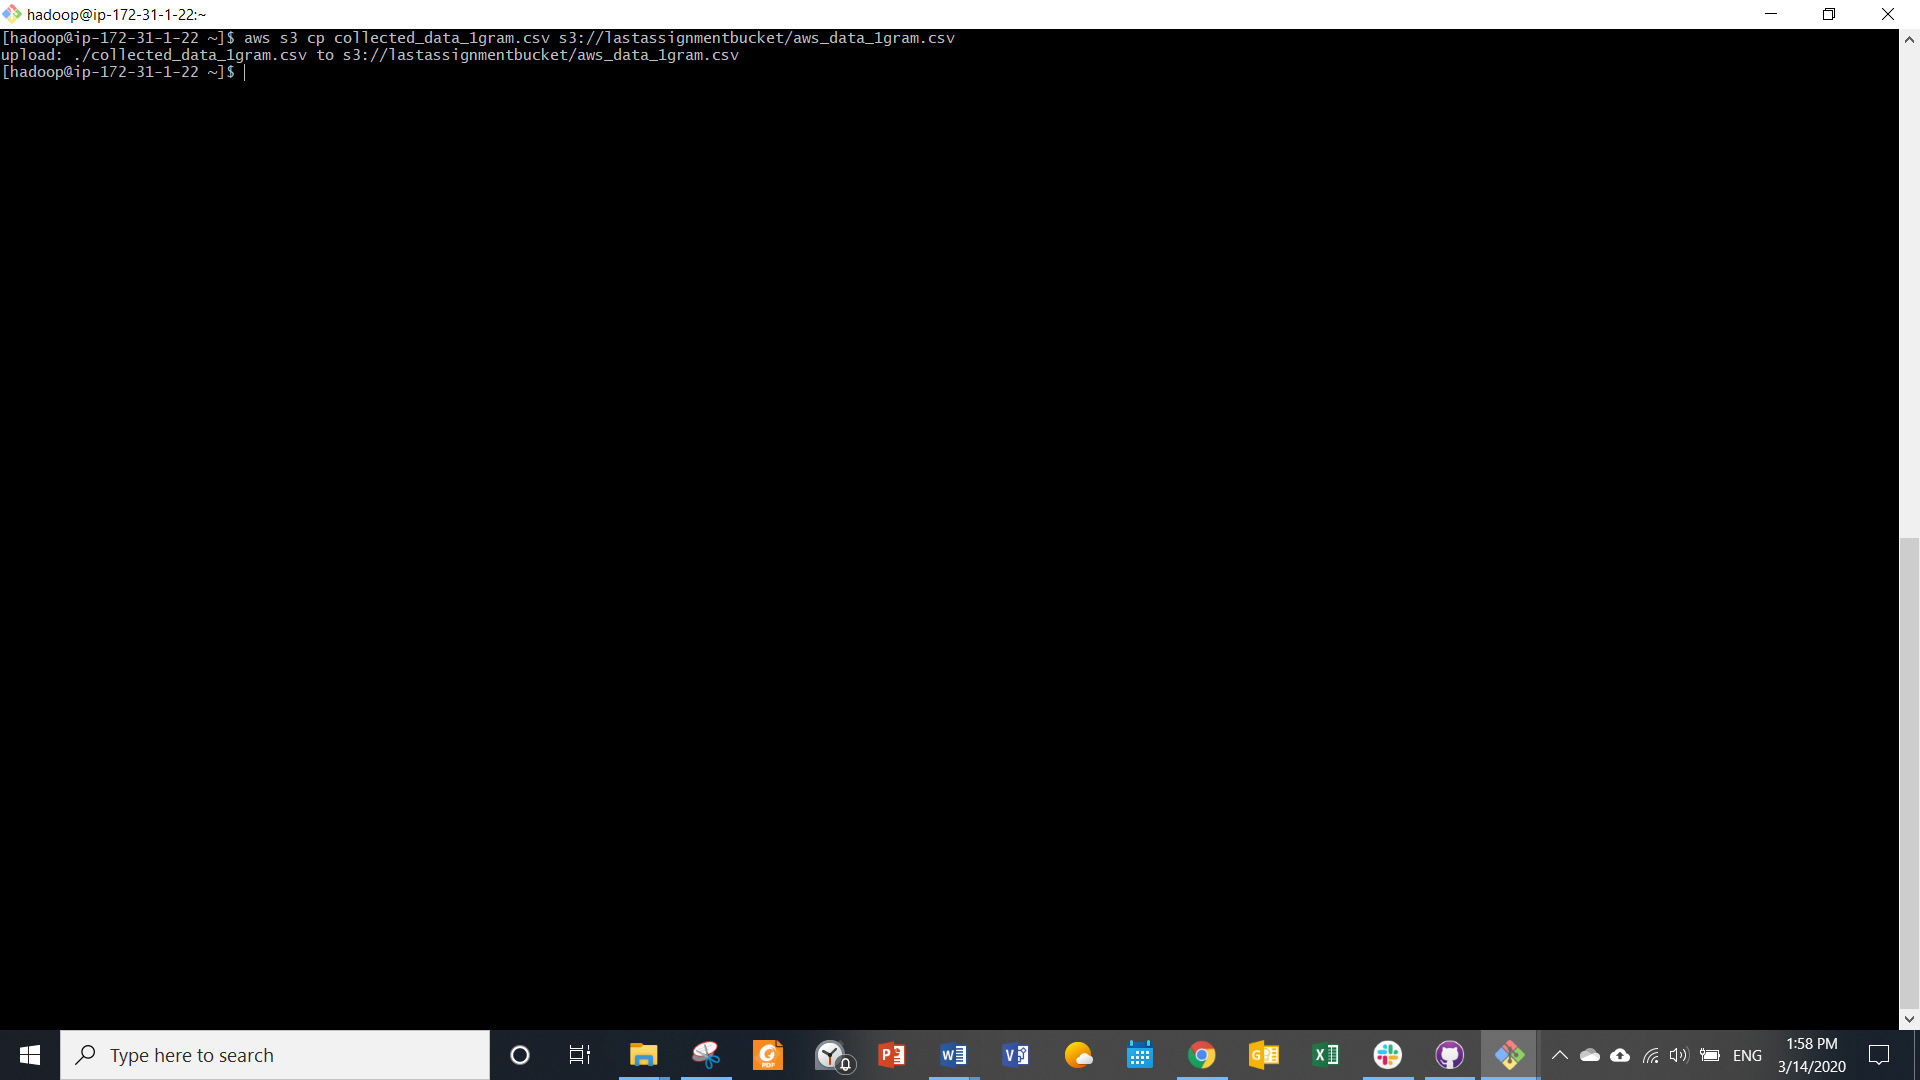 hadoop@ip-172-31-1-22:~
[hadoop@ip-172-31-1-22 ~]$ aws s3 cp collected_data_1gram.csv s3://lastassignmentbucket/aws_data_1gram.csv
upload: ./collected_data_1gram.csv to s3://lastassignmentbucket/aws_data_1gram.csv
[hadoop@ip-172-31-1-22 ~]$
Type here to search
ENG
1:58 PM
3/14/2020